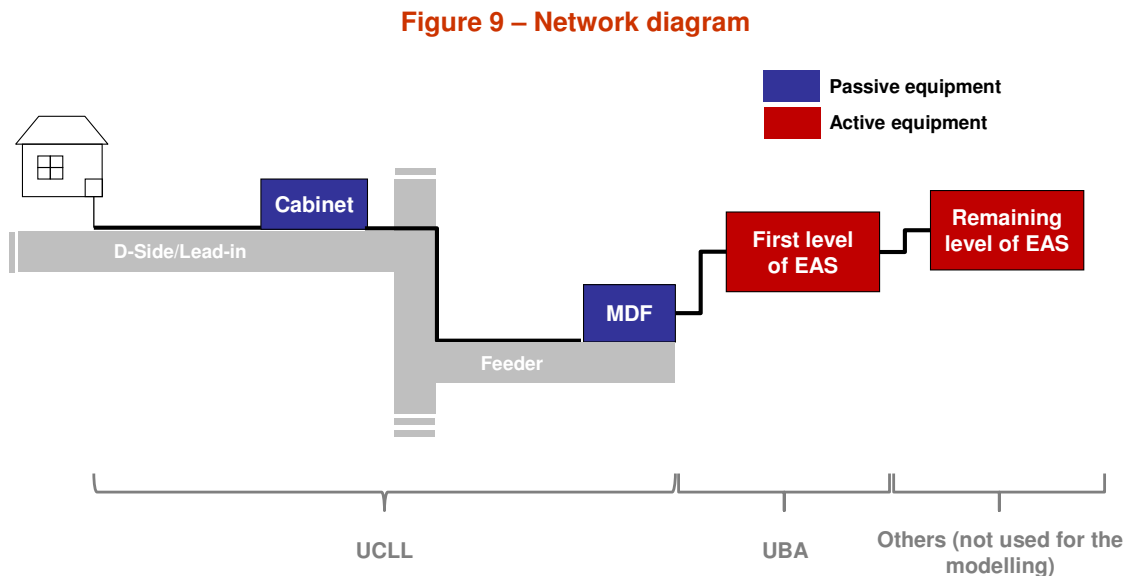 Figure 9 – Network diagram
Passive equipment
Active equipment
Cabinet
First level
of EAS
Remaining
level of EAS
D-Side/Lead-in
MDF
Feeder
UCLL
UBA
Others (not used for the
modelling)